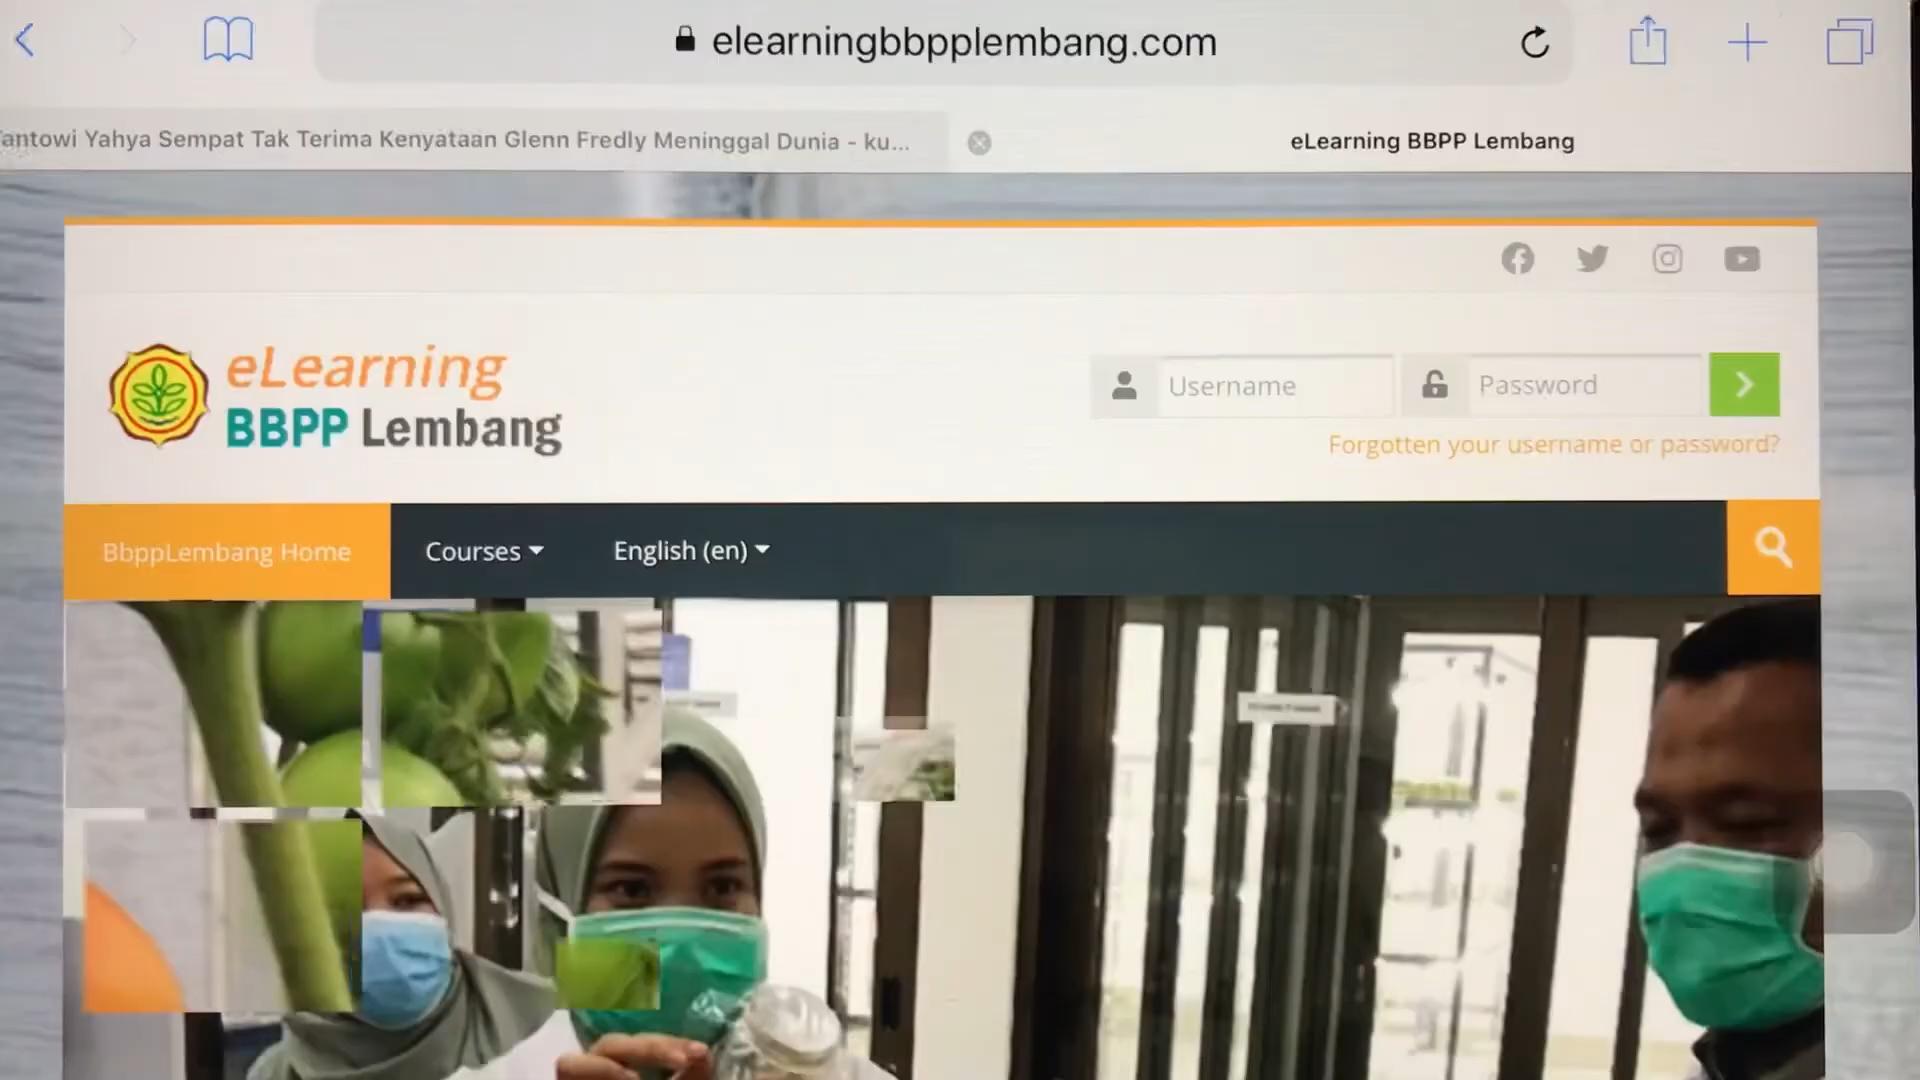 elearningbbpplembang.com
antowi Yahya Sempat Tak Terima Kenyataan Glenn Fredly Meninggal Dunia - ku...
eLearning BBPP Lembang
eLearning
BBPP Lembang
Username
Password
Forgotten your username or password?
BbppLembang Home
Courses
English (en)